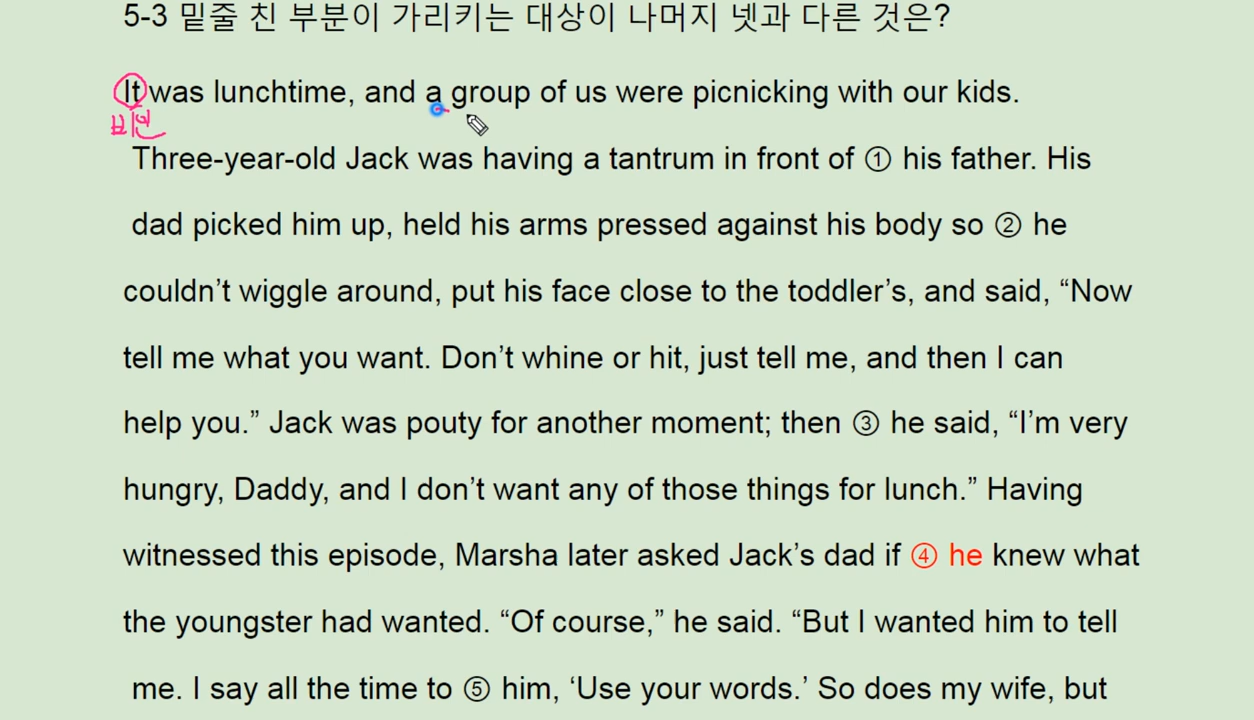 5-3 밑줄 친 부분이 가리키는 대상이 나머지 넷과 다른 것은?
It was lunchtime, and a group of us were picnicking with our kids.
비인
Three-year-old Jack was having a tantrum in front of ① his father. His
dad picked him up, held his arms pressed against his body so ② he
couldn’t wiggle around, put his face close to the toddler’s, and said, “Now
tell me what you want. Don’t whine or hit, just tell me, and then I can
help you.” Jack was pouty for another moment; then ③ he said, “I’m very
hungry, Daddy, and I don’t want any of those things for lunch.” Having
witnessed this episode, Marsha later asked Jack’s dad if ④ he knew what
the youngster had wanted. “Of course,” he said. “But I wanted him to tell
me. I say all the time to ⑤ him, ‘Use your words.’ So does my wife, but